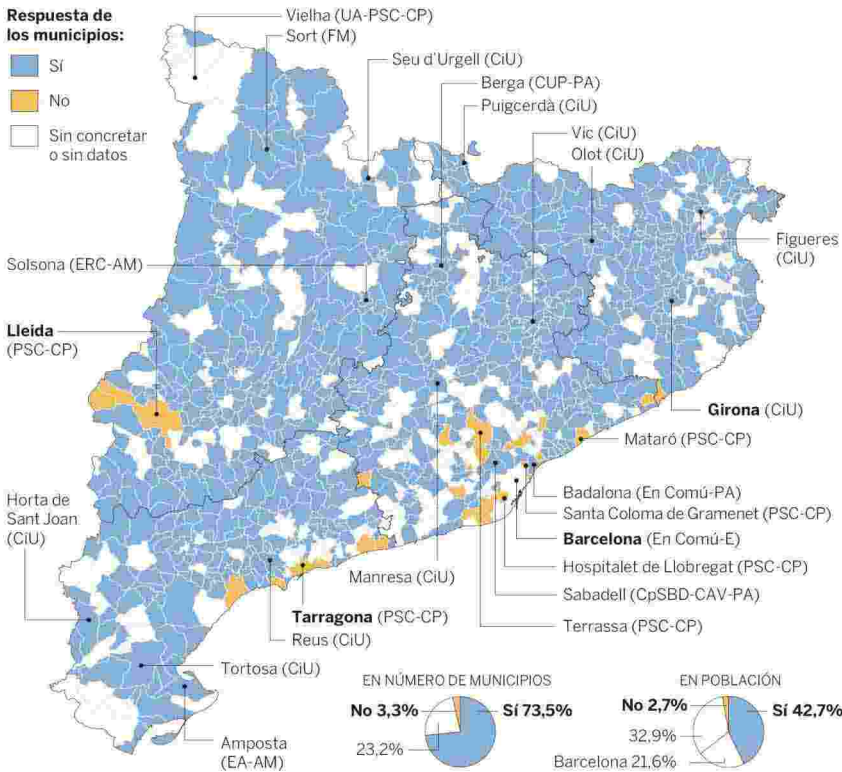 Respuesta de
los municipios:
Sí
No
Sin concretar
o sin datos
Vielha (UA-PSC-CP)
Sort (FM)
Seu d'Urgell (CiU)
Berga (CUP-PA)
Puigcerdà (CiU)
Vic (CiU)
Olot (CiU)
Figueres
(CiU)
Solsona (ERC-AM)
Lleida
(PSC-CP)
Girona (CiU)
Mataró (PSC-CP)
Badalona (En Comú-PA)
Santa Coloma de Gramenet (PSC-CP)
Barcelona (En Comú-E)
Hospitalet de Llobregat (PSC-CP)
Sabadell (CpSBD-CAV-PA)
Terrassa (PSC-CP)
Horta de
Sant Joan
(CiU)
Manresa (CiU)
Tarragona (PSC-CP)
Reus (CiU)
Tortosa (CiU)
Amposta
(EA-AM)
EN NÚMERO DE MUNICIPIOS
No 3,3%
Sí 73,5%
23,2%
EN POBLACIÓN
No 2,7%
Sí 42,7%
32,9%
Barcelona 21,6%